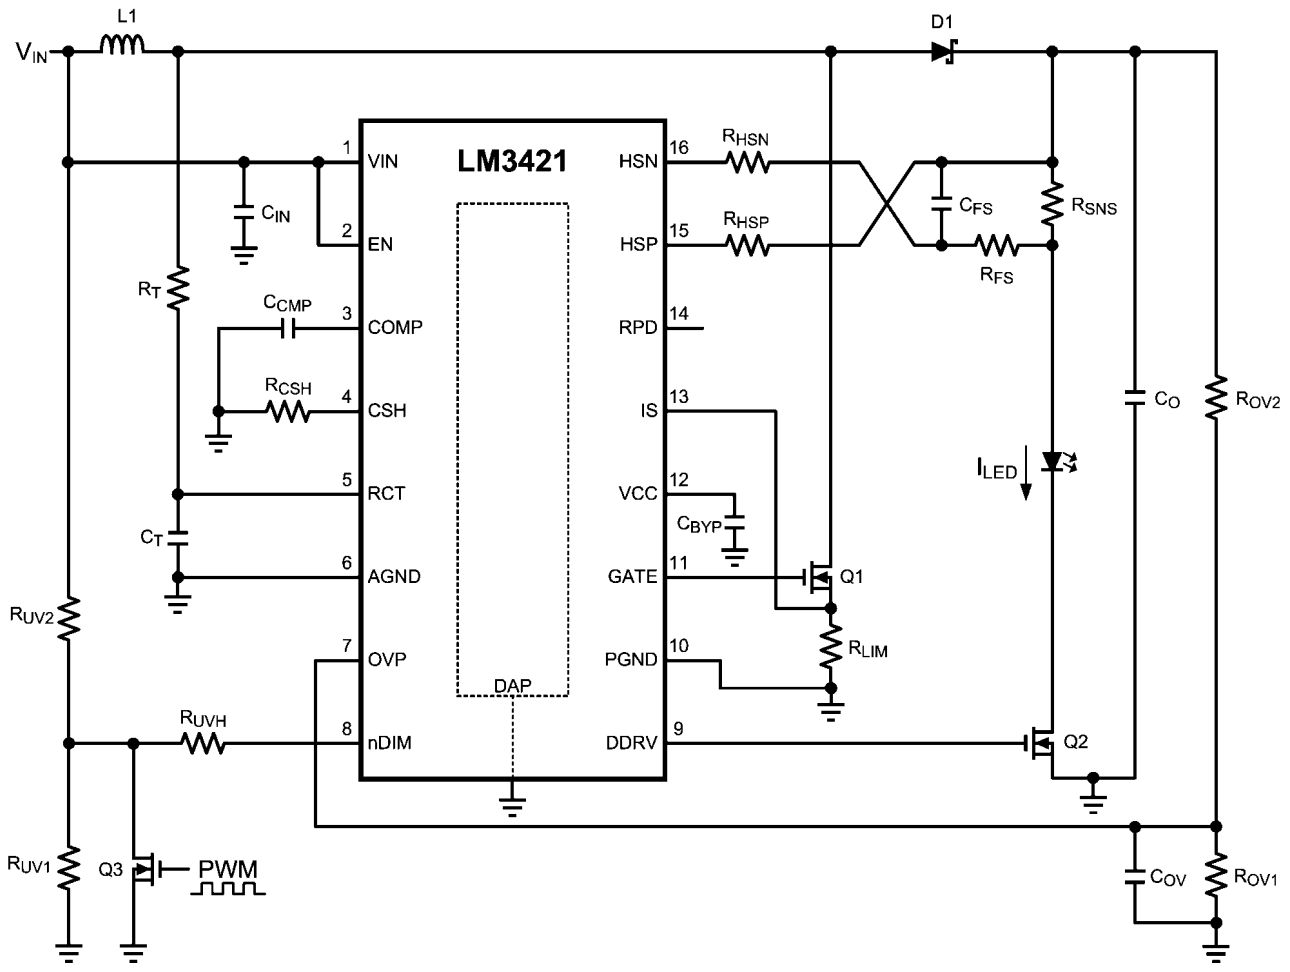 L1
D1
VIN
LM3421
1
VIN
2
EN
3
COMP
4
CSH
5
RCT
6
AGND
7
OVP
8
nDIM
16
HSN
15
HSP
14
RPD
13
IS
12
VCC
11
GATE
10
PGND
9
DDRV
DAP
CIN
RT
CCMP
RCSH
CT
RUV2
RUVH
RUV1
Q3
PWM
RHSN
RHSP
CFS
RSNS
RFS
CO
ROV2
ILED
CBYP
Q1
RLIM
Q2
COV
ROV1